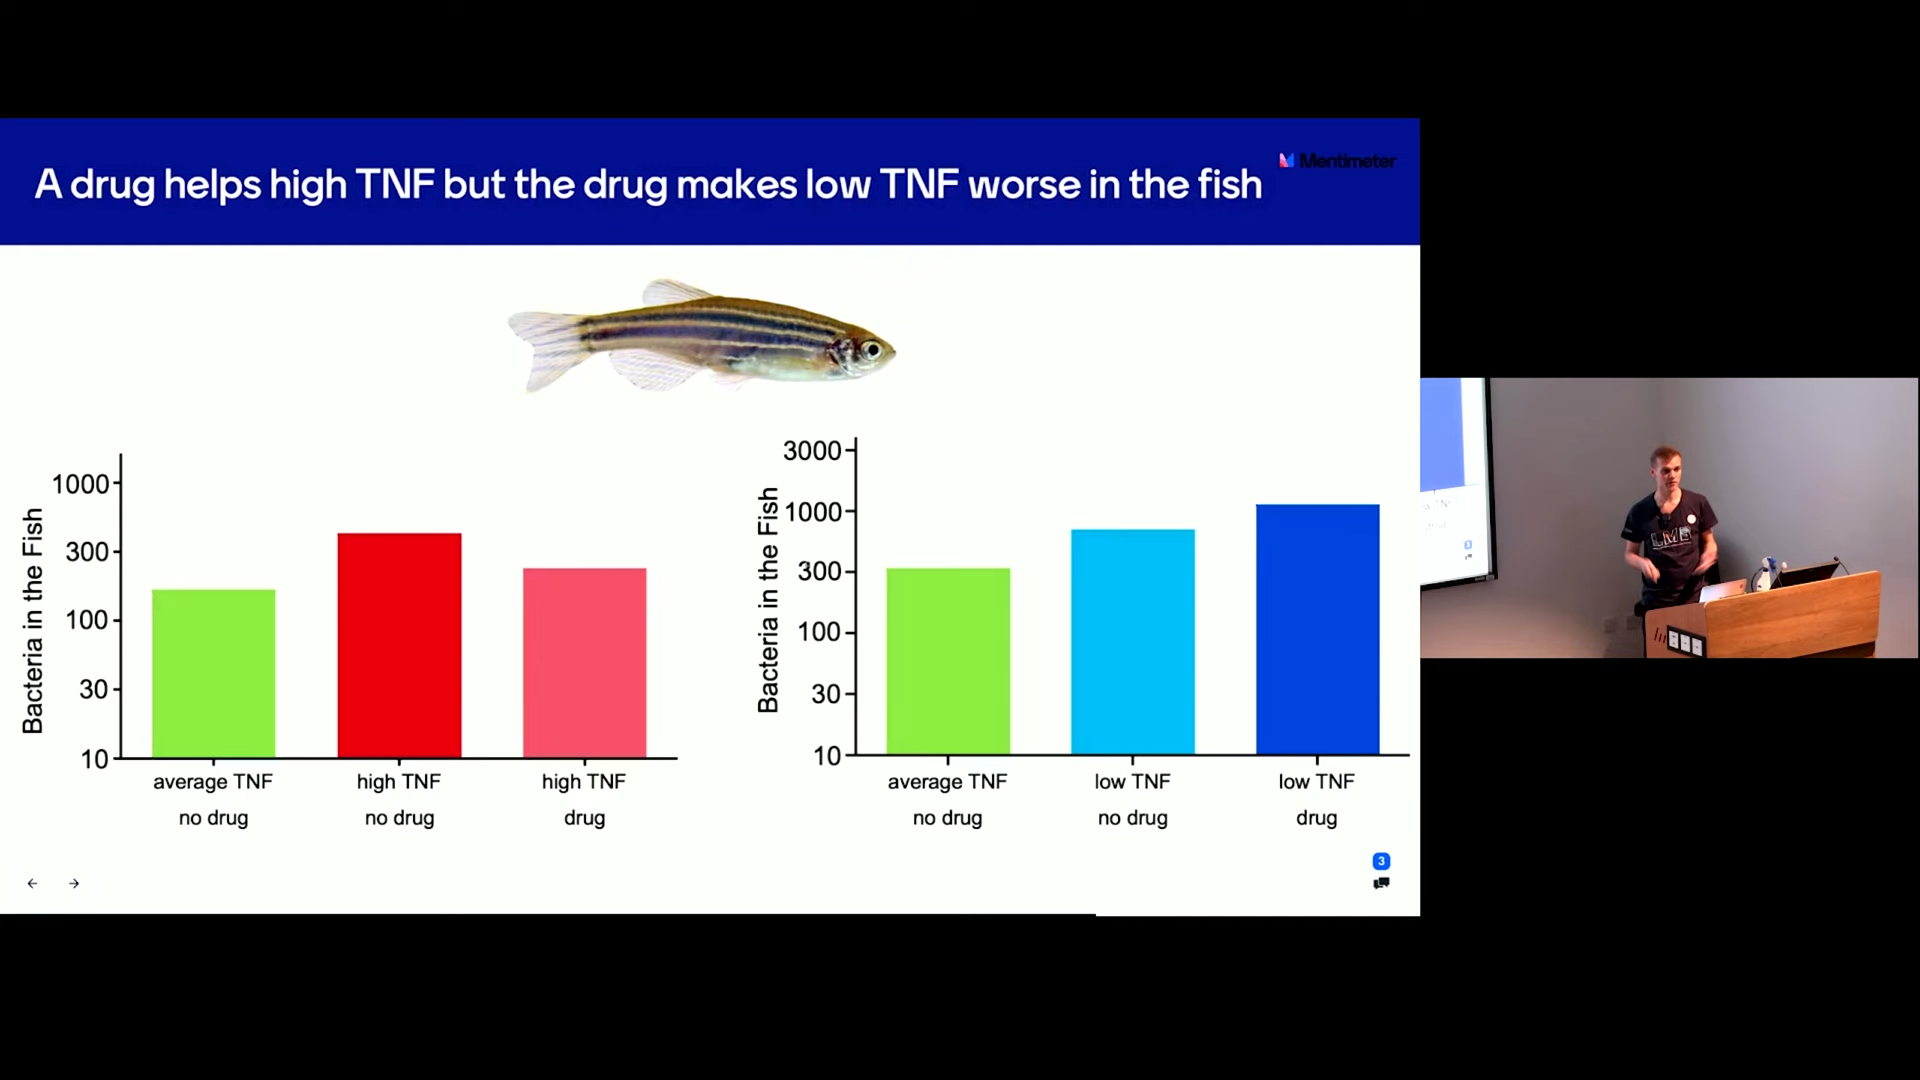 A drug helps high TNF but the drug makes low TNF worse in the fish
Mentimeter
Bacteria in the Fish
1000
300
100
30
10
average TNF
no drug
high TNF
no drug
high TNF
drug
Bacteria in the Fish
3000
1000
300
100
30
10
average TNF
no drug
low TNF
no drug
low TNF
drug
3
LMB